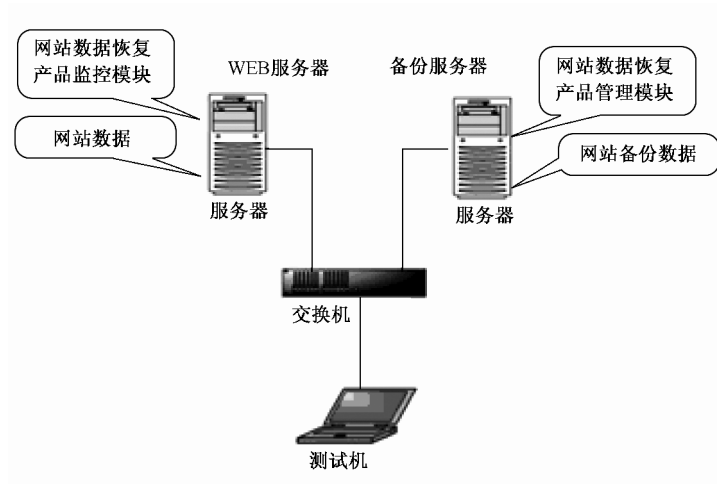 网站数据恢复
产品监控模块
WEB服务器
备份服务器
网站数据恢复
产品管理模块
网站数据
网站备份数据
服务器
服务器
交换机
测试机